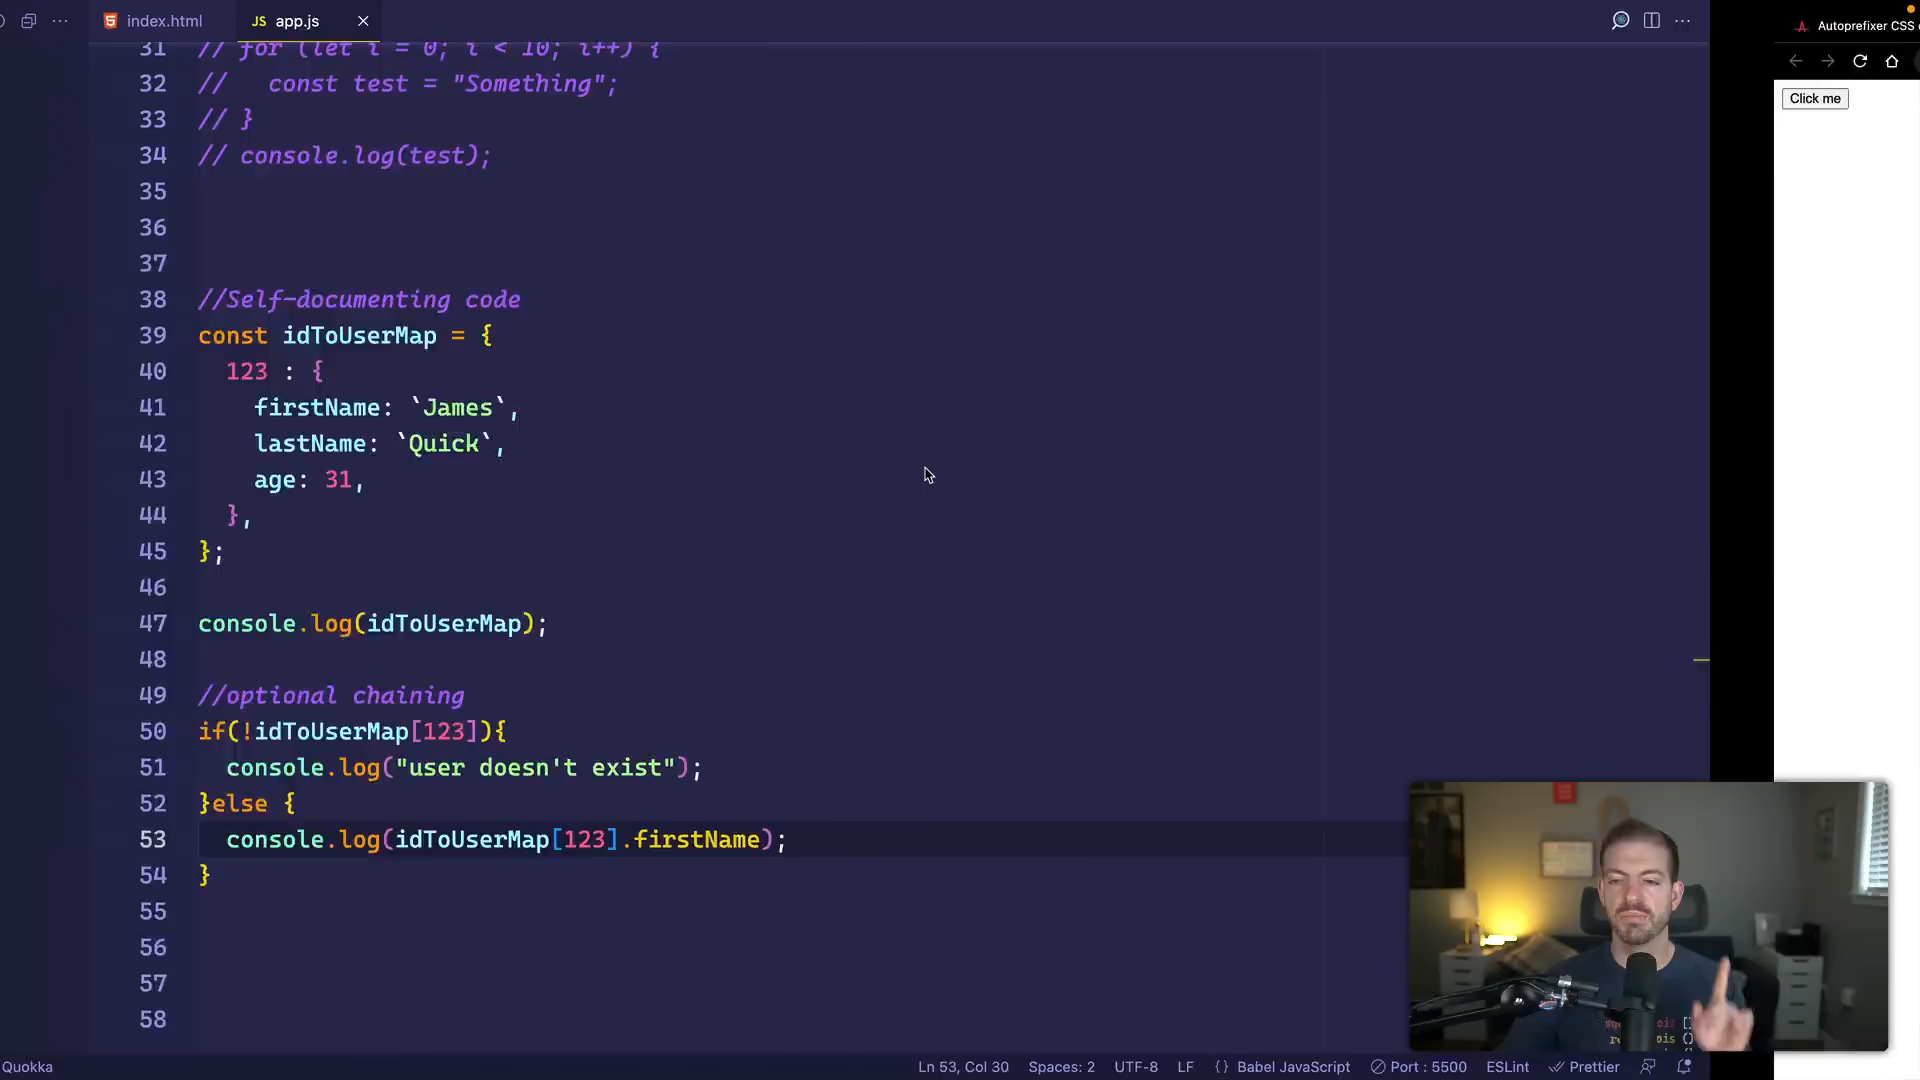 ··· index.html JS app.js
31 // for (let i = 0; i < 10; i++) {
32 //   const test = "Something";
33 // }
34 // console.log(test);
35
36
37
38 //Self-documenting code
39 const idToUserMap = {
40   123 : {
41     firstName: `James`,
42     lastName: `Quick`,
43     age: 31,
44   },
45 };
46
47 console.log(idToUserMap);
48
49 //optional chaining
50 if(!idToUserMap[123]){
51   console.log("user doesn't exist");
52 }else {
53   console.log(idToUserMap[123].firstName);
54 }
55
56
57
58
Quokka Ln 53, Col 30 Spaces: 2 UTF-8 LF {} Babel JavaScript Port : 5500 ESLint Prettier
Autoprefixer CSS
Click me